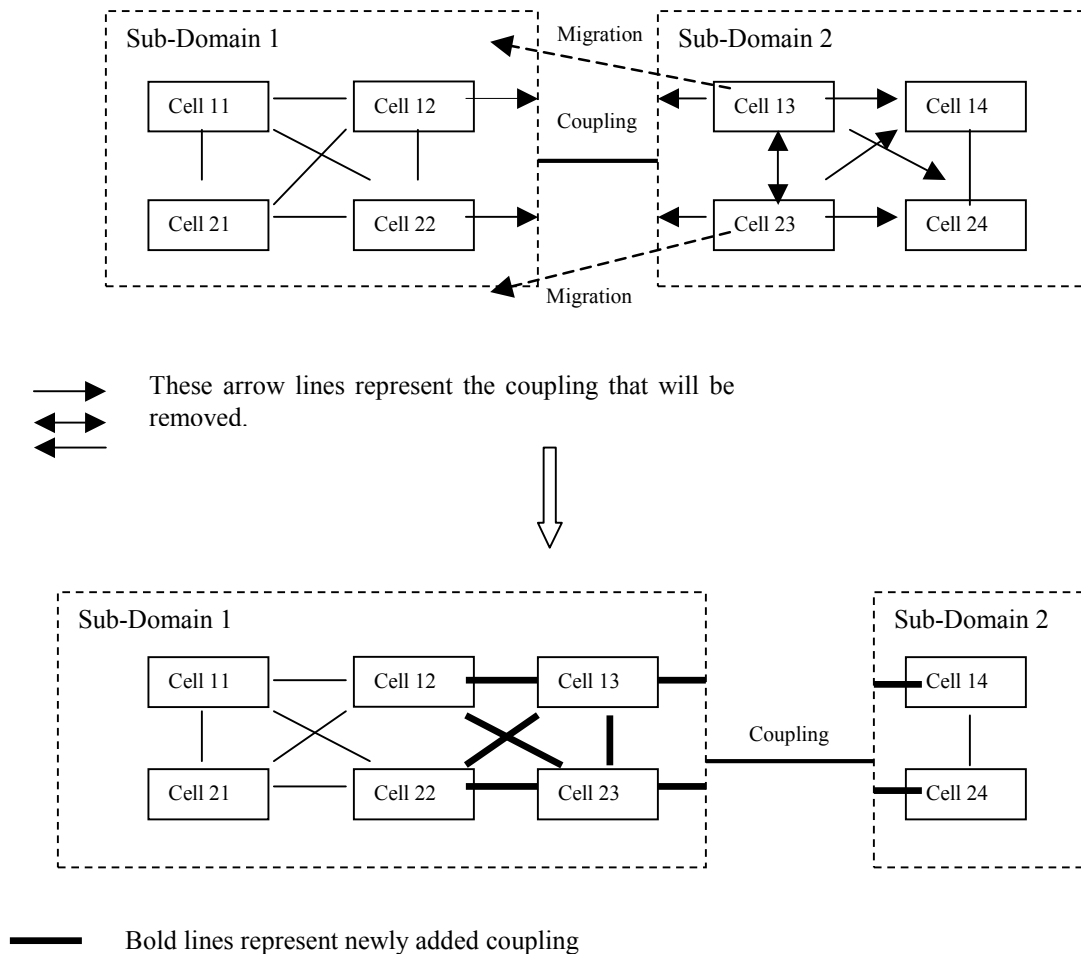 Sub-Domain 1
Migration
Sub-Domain 2
Cell 11
Cell 12
Coupling
Cell 13
Cell 14
Cell 21
Cell 22
Cell 23
Cell 24
Migration
These arrow lines represent the coupling that will be
removed.
Sub-Domain 1
Sub-Domain 2
Cell 11
Cell 12
Cell 13
Cell 14
Coupling
Cell 21
Cell 22
Cell 23
Cell 24
Bold lines represent newly added coupling